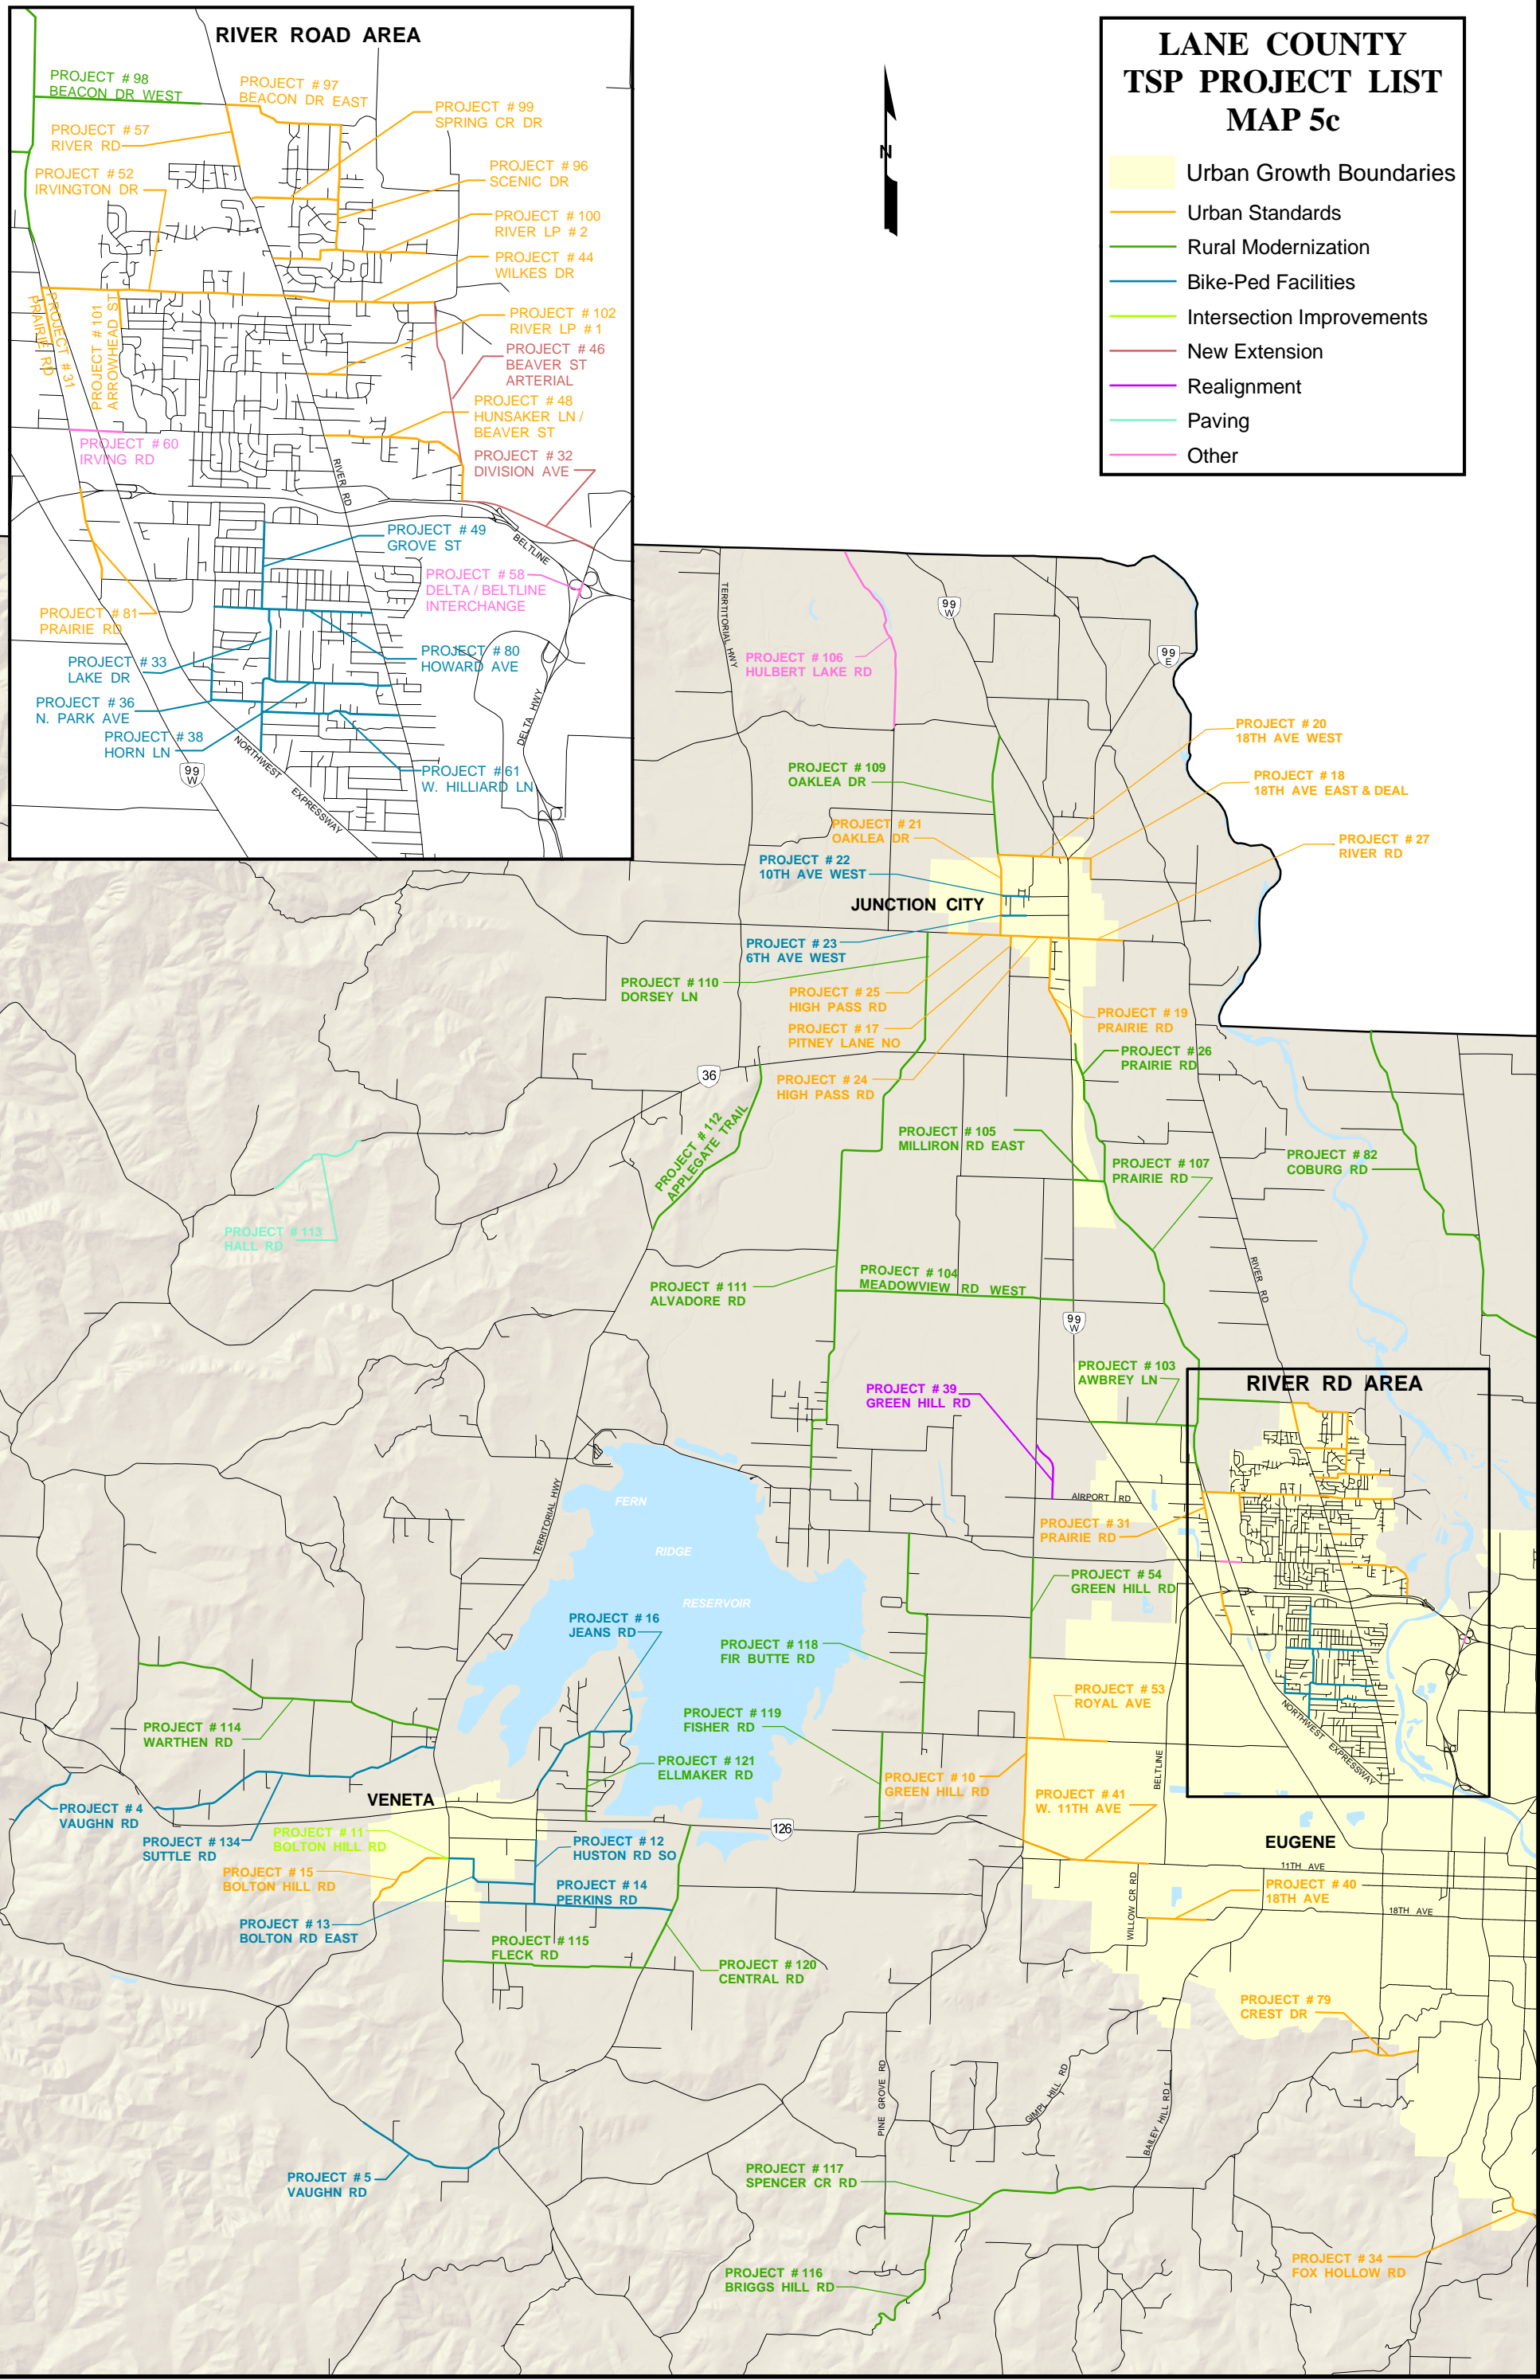 RIVER ROAD AREA
PROJECT # 98
BEACON DR WEST
PROJECT # 97
BEACON DR EAST
PROJECT # 99
SPRING CR DR
PROJECT # 57
RIVER RD
PROJECT # 52
IRVINGTON DR
PROJECT # 96
SCENIC DR
PROJECT # 100
RIVER LP # 2
PROJECT # 44
WILKES DR
PROJECT # 31
PRAIRIE RD
PROJECT # 101
ARROWHEAD ST
PROJECT # 102
RIVER LP # 1
PROJECT # 46
BEAVER ST
ARTERIAL
PROJECT # 48
HUNSAKER LN /
BEAVER ST
PROJECT # 60
IRVING RD
RIVER RD
PROJECT # 32
DIVISION AVE
BELTLINE
PROJECT # 49
GROVE ST
PROJECT # 58
DELTA / BELTLINE
INTERCHANGE
PROJECT # 81
PRAIRIE RD
PROJECT # 80
HOWARD AVE
PROJECT # 33
LAKE DR
PROJECT # 36
N. PARK AVE
PROJECT # 38
HORN LN
DELTA HWY
99
W
NORTHWEST
EXPRESSWAY
PROJECT # 61
W. HILLIARD LN
N
LANE COUNTY
TSP PROJECT LIST
MAP 5c
Urban Growth Boundaries
Urban Standards
Rural Modernization
Bike-Ped Facilities
Intersection Improvements
New Extension
Realignment
Paving
Other
TERRTITORIAL HWY
99
W
99
E
PROJECT # 106
HULBERT LAKE RD
PROJECT # 20
18TH AVE WEST
PROJECT # 109
OAKLEA DR
PROJECT # 18
18TH AVE EAST & DEAL
PROJECT # 21
OAKLEA DR
PROJECT # 27
RIVER RD
PROJECT # 22
10TH AVE WEST
JUNCTION CITY
PROJECT # 23
6TH AVE WEST
PROJECT # 110
DORSEY LN
PROJECT # 25
HIGH PASS RD
PROJECT # 17
PITNEY LANE NO
PROJECT # 19
PRAIRIE RD
PROJECT # 26
PRAIRIE RD
36
PROJECT # 24
HIGH PASS RD
PROJECT # 112
APPLEGATE TRAIL
PROJECT # 105
MILLIRON RD EAST
PROJECT # 107
PRAIRIE RD
PROJECT # 82
COBURG RD
PROJECT # 113
HALL RD
PROJECT # 111
ALVADORE RD
PROJECT # 104
MEADOWVIEW RD WEST
RIVER RD
99
W
PROJECT # 103
AWBREY LN
PROJECT # 39
GREEN HILL RD
RIVER RD AREA
AIRPORT RD
FERN
RIDGE
RESERVOIR
TERRITORIAL HWY
PROJECT # 31
PRAIRIE RD
PROJECT # 54
GREEN HILL RD
PROJECT # 16
JEANS RD
PROJECT # 118
FIR BUTTE RD
PROJECT # 53
ROYAL AVE
PROJECT # 114
WARTHEN RD
PROJECT # 119
FISHER RD
NORTHWEST EXPRESSWAY
PROJECT # 121
ELLMAKER RD
BELTLINE
PROJECT # 10
GREEN HILL RD
VENETA
PROJECT # 41
W. 11TH AVE
PROJECT # 4
VAUGHN RD
PROJECT # 134
SUTTLE RD
PROJECT # 11
BOLTON HILL RD
PROJECT # 12
HUSTON RD SO
126
EUGENE
11TH AVE
PROJECT # 15
BOLTON HILL RD
PROJECT # 14
PERKINS RD
WILLOW CR RD
PROJECT # 40
18TH AVE
18TH AVE
PROJECT # 13
BOLTON RD EAST
PROJECT # 115
FLECK RD
PROJECT # 120
CENTRAL RD
PROJECT # 79
CREST DR
PINE GROVE RD
GIMPL HILL RD
BAILEY HILL RD
PROJECT # 5
VAUGHN RD
PROJECT # 117
SPENCER CR RD
PROJECT # 34
FOX HOLLOW RD
PROJECT # 116
BRIGGS HILL RD